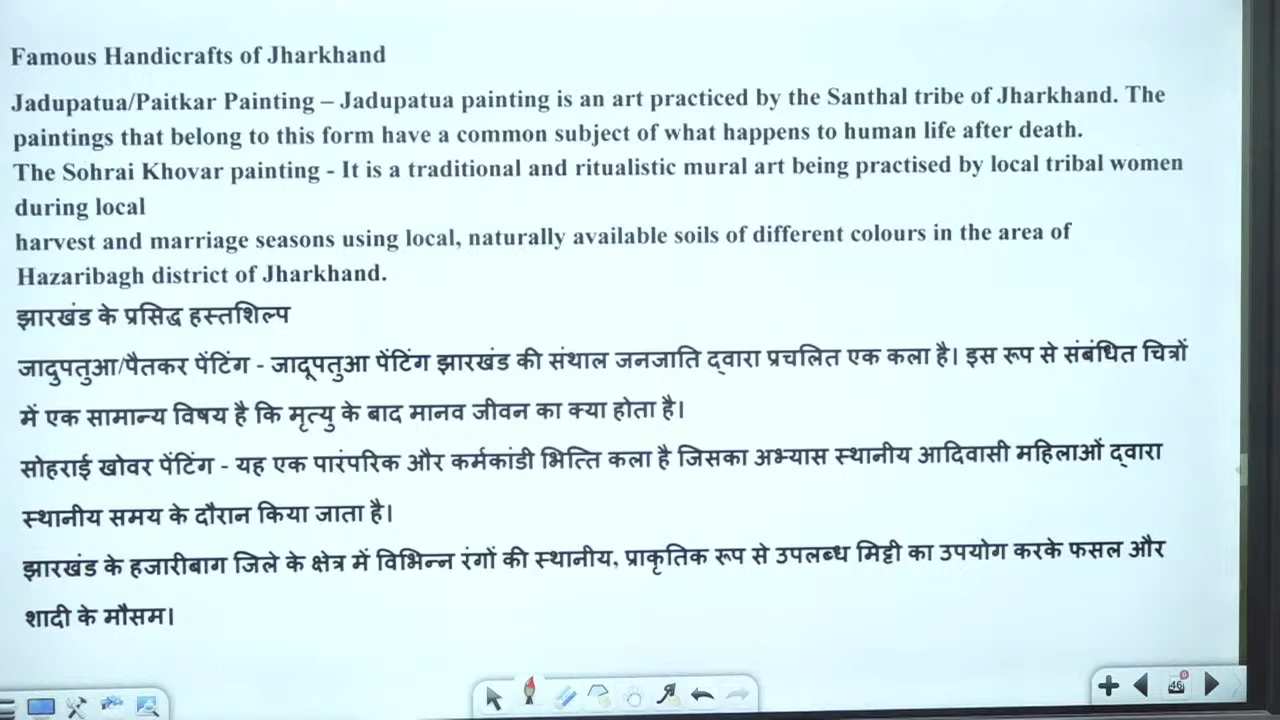 Famous Handicrafts of Jharkhand
Jadupatua/Paitkar Painting – Jadupatua painting is an art practiced by the Santhal tribe of Jharkhand. The
paintings that belong to this form have a common subject of what happens to human life after death.
The Sohrai Khovar painting - It is a traditional and ritualistic mural art being practised by local tribal women
during local
harvest and marriage seasons using local, naturally available soils of different colours in the area of
Hazaribagh district of Jharkhand.
झारखंड के प्रसिद्ध हस्तशिल्प
जादुपतुआ/पैतकर पेंटिंग - जादूपतुआ पेंटिंग झारखंड की संथाल जनजाति द्वारा प्रचलित एक कला है। इस रूप से संबंधित चित्रों
में एक सामान्य विषय है कि मृत्यु के बाद मानव जीवन का क्या होता है।
सोहराई खोवर पेंटिंग - यह एक पारंपरिक और कर्मकांडी भित्ति कला है जिसका अभ्यास स्थानीय आदिवासी महिलाओं द्वारा
स्थानीय समय के दौरान किया जाता है।
झारखंड के हजारीबाग जिले के क्षेत्र में विभिन्न रंगों की स्थानीय, प्राकृतिक रूप से उपलब्ध मिट्टी का उपयोग करके फसल और
शादी के मौसम।
46